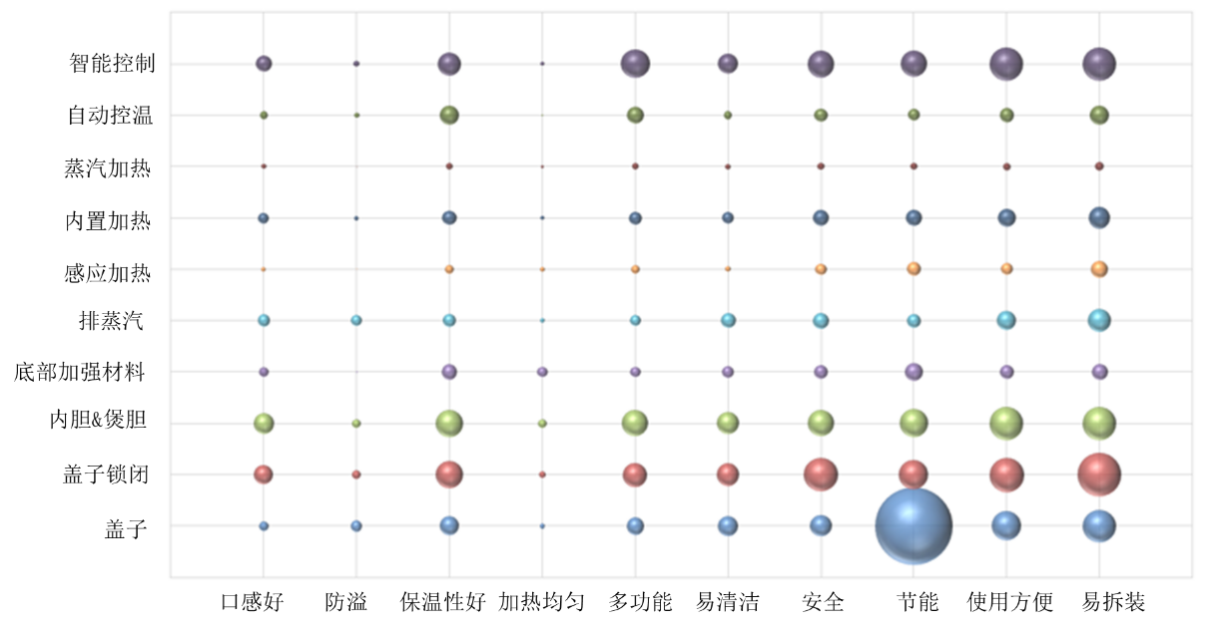 智能控制
自动控温
蒸汽加热
内置加热
感应加热
排蒸汽
底部加强材料
内胆&煲胆
盖子锁闭
盖子
口感好 防溢 保温性好 加热均匀 多功能 易清洁 安全 节能 使用方便 易拆装